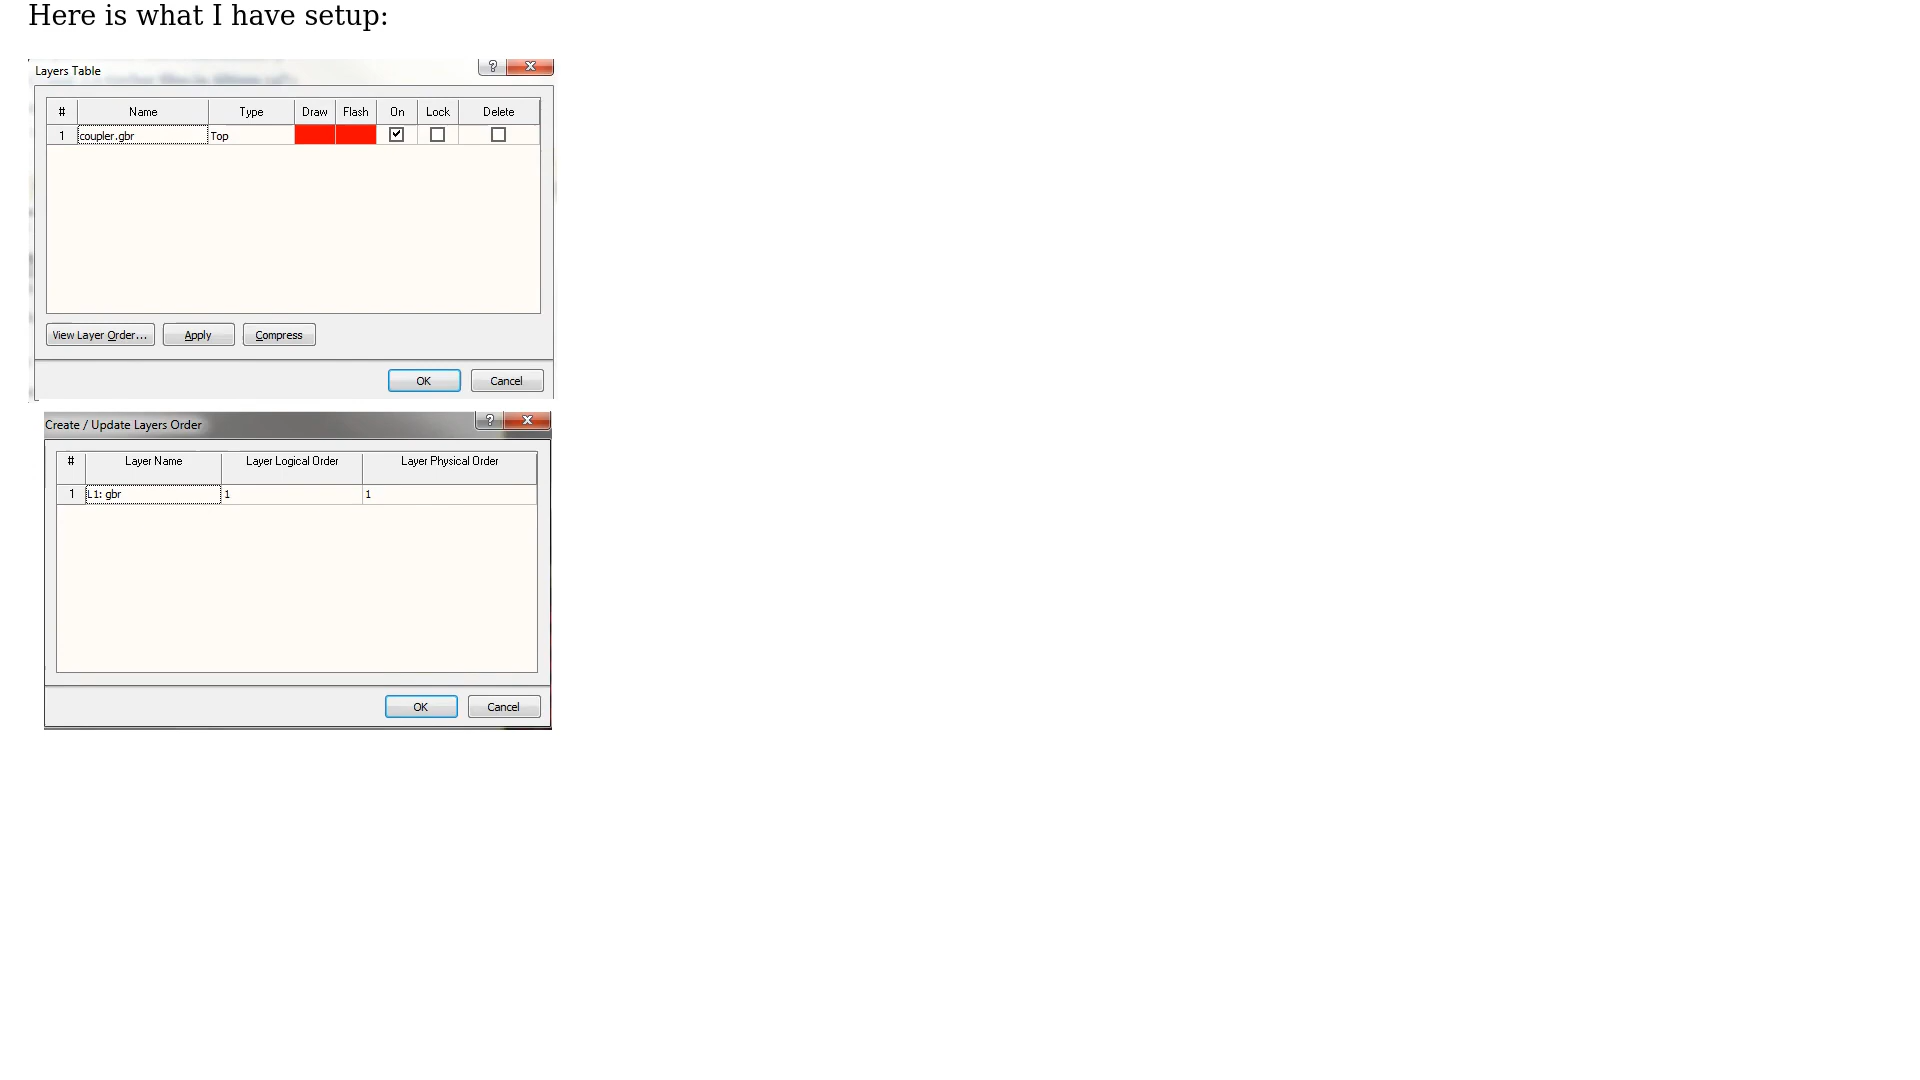 Here is what I have setup:
Layers Table
# Name Type Draw Flash On Lock Delete
1 coupler.gbr Top
View Layer Order... Apply Compress
OK Cancel
Create / Update Layers Order
# Layer Name Layer Logical Order Layer Physical Order
1 L1: gbr 1 1
OK Cancel